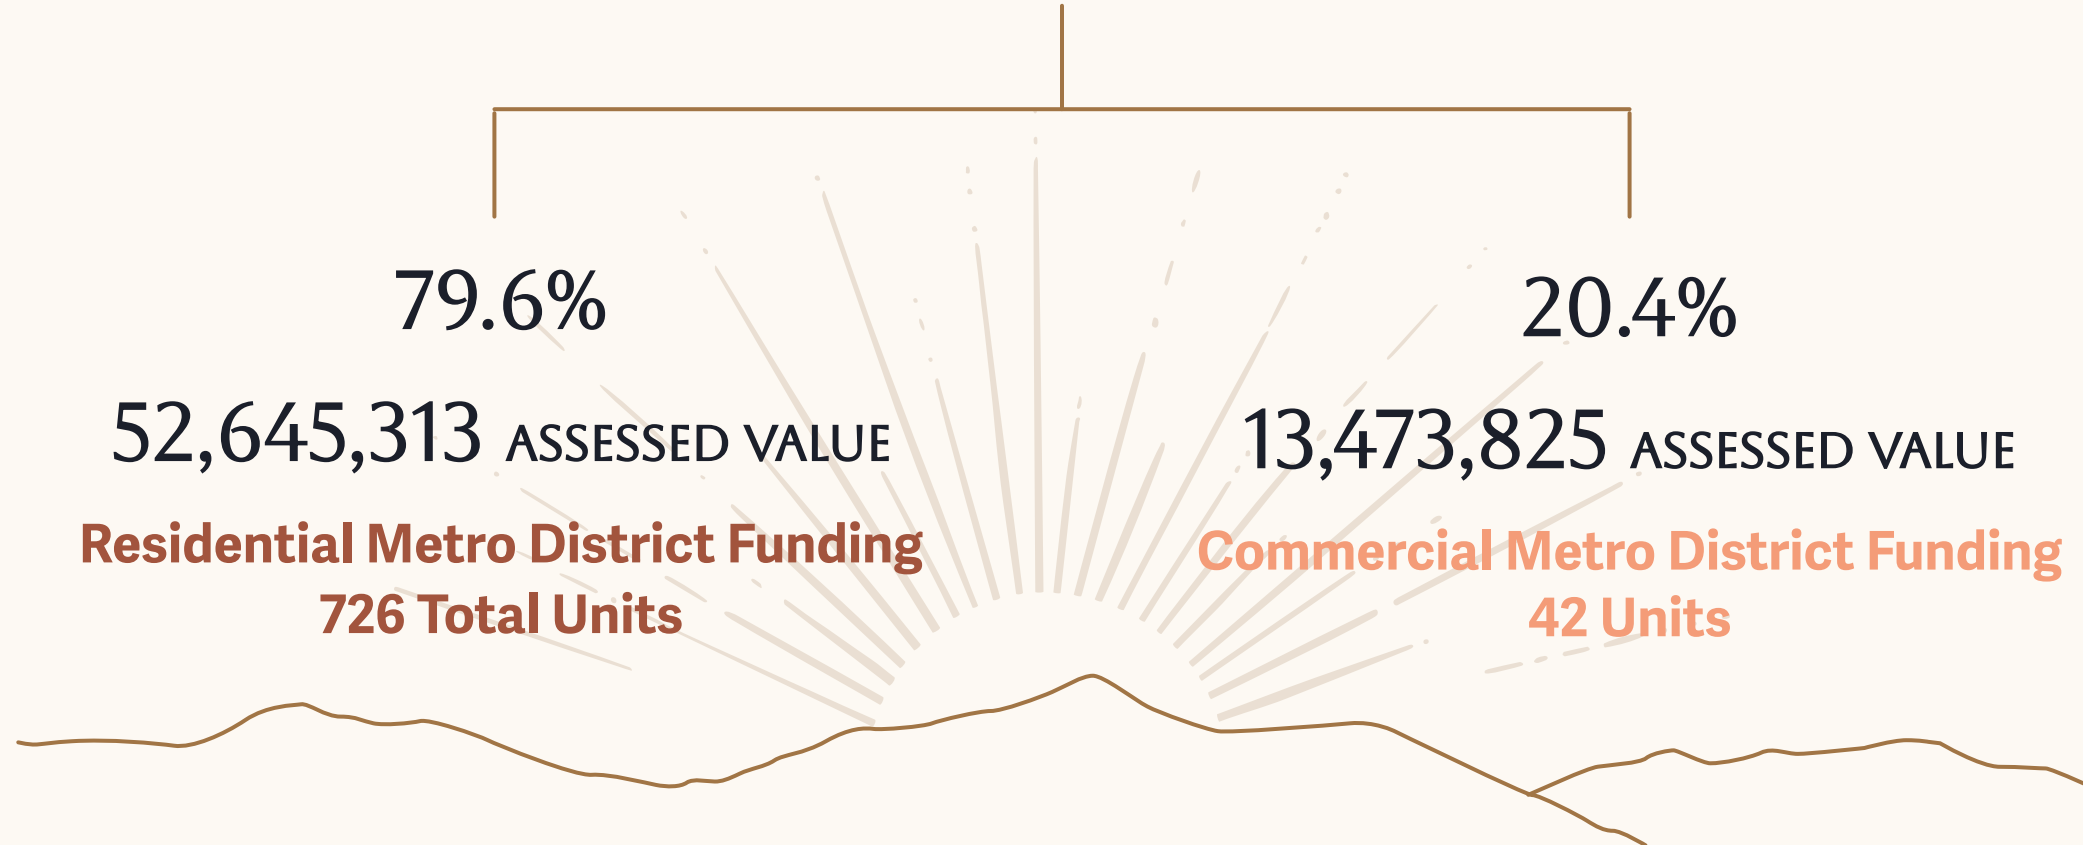 79.6%
52,645,313 ASSESSED VALUE
Residential Metro District Funding
726 Total Units
20.4%
13,473,825 ASSESSED VALUE
Commercial Metro District Funding
42 Units